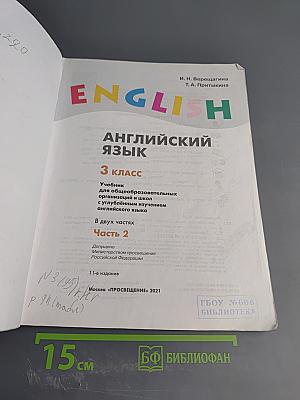 И. Н. Верещагина
Т. А. Притыкина
ENGLISH
АНГЛИЙСКИЙ
ЯЗЫК
3 КЛАСС
Учебник
для общеобразовательных
организаций и школ
с углублённым изучением
английского языка
В двух частях
Часть 2
Допущено
Министерством просвещения
Российской Федерации
11-е издание
Москва «ПРОСВЕЩЕНИЕ» 2021
ГБОУ №606
БИБЛИОТЕКА
15 см
БФ БИБЛИОФАН